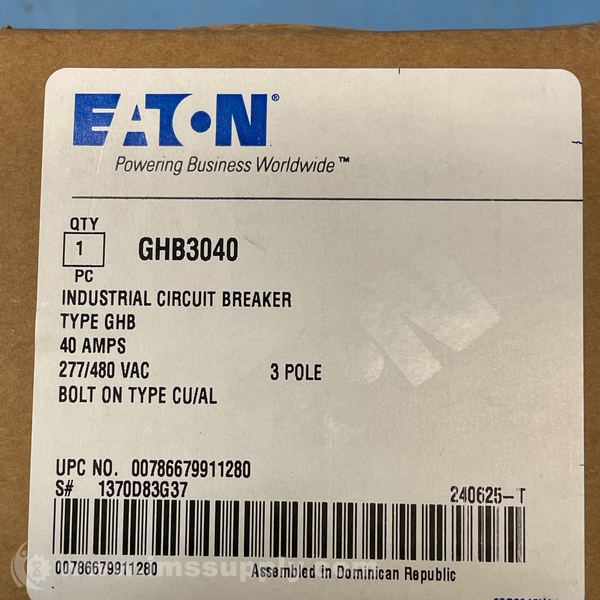 EATON®
Powering Business Worldwide™
QTY
1 GHB3040
PC
INDUSTRIAL CIRCUIT BREAKER
TYPE GHB
40 AMPS
277/480 VAC 3 POLE
BOLT ON TYPE CU/AL
UPC NO. 00786679911280
S# 1370D83G37 240625-T
00786679911280 Assembled in Dominican Republic